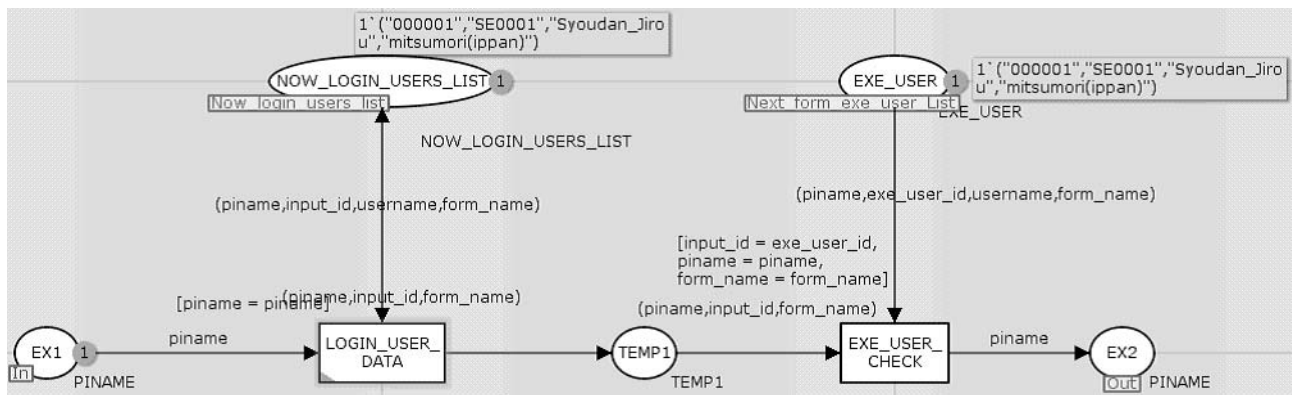 1`("000001","SE0001","Syoudan_Jiro
u","mitsumori(ippan)")
NOW_LOGIN_USERS_LIST
1
Now_login_users_list
NOW_LOGIN_USERS_LIST
EXE_USER
1
1`("000001","SE0001","Syoudan_Jiro
u","mitsumori(ippan)")
Next_form_exe_user_List
EXE_USER
(piname,input_id,username,form_name)
(piname,exe_user_id,username,form_name)
[input_id = exe_user_id,
piname = piname,
form_name = form_name]
[piname = piname]
(piname,input_id,form_name)
(piname,input_id,form_name)
EX1
1
In
PINAME
piname
LOGIN_USER_
DATA
TEMP1
TEMP1
EXE_USER_
CHECK
piname
EX2
Out
PINAME